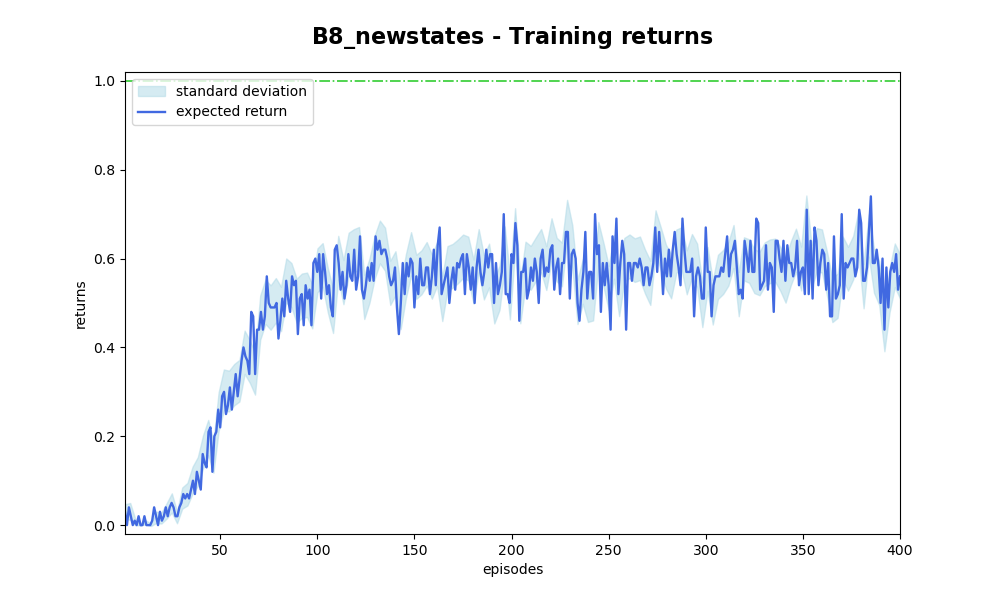 B8_newstates - Training returns
standard deviation
expected return
returns
1.0
0.8
0.6
0.4
0.2
0.0
50 100 150 200 250 300 350 400
episodes